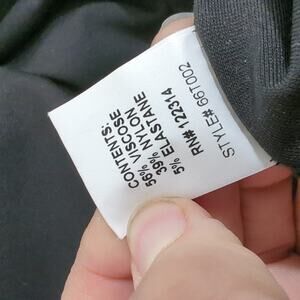 CONTENTS:
56% VISCOSE
39% NYLON
5% ELASTANE
RN# 122314
STYLE# 66T002